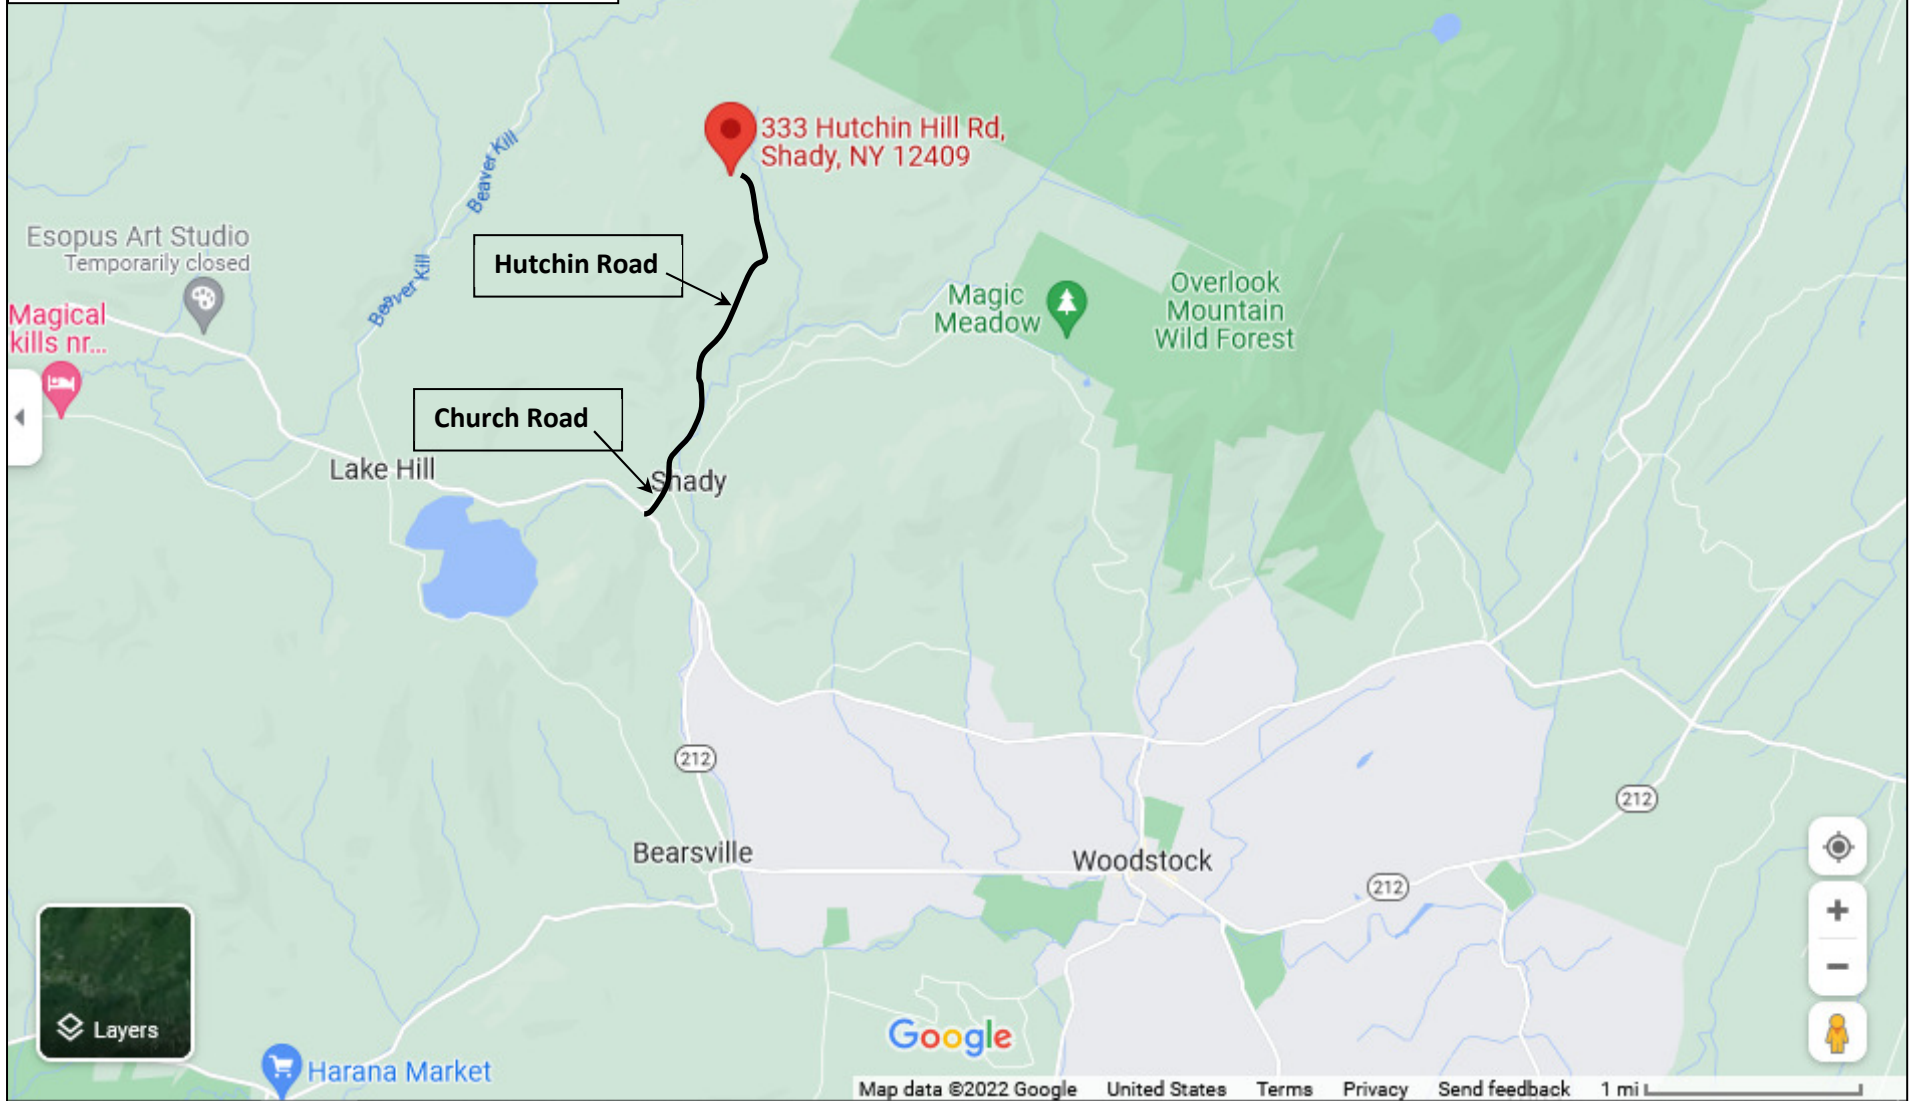 333 Hutchin Hill Rd,
Shady, NY 12409
Beaver Kill
Esopus Art Studio
Temporarily closed
Hutchin Road
Beaver Kill
Magical
kills nr...
Magic
Meadow
Overlook
Mountain
Wild Forest
Church Road
Lake Hill
Shady
212
212
Bearsville
Woodstock
212
Layers
Google
Harana Market
Map data ©2022 Google United States Terms Privacy Send feedback 1 mi